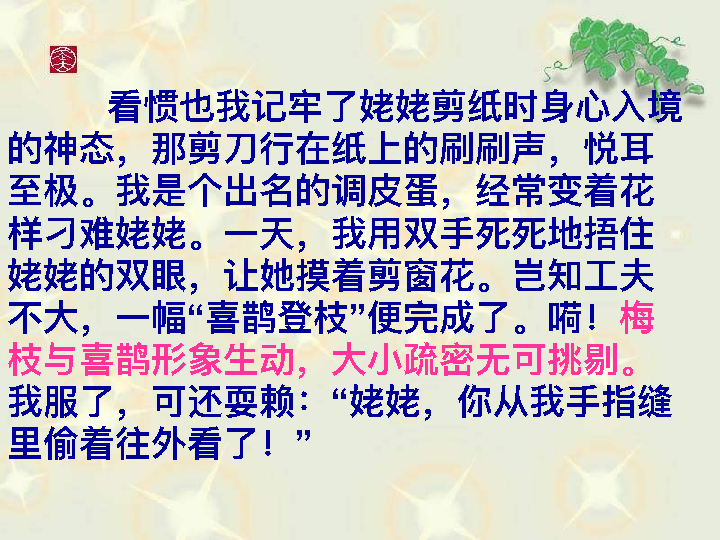 看惯也我记牢了姥姥剪纸时身心入境
的神态，那剪刀行在纸上的刷刷声，悦耳
至极。我是个出名的调皮蛋，经常变着花
样刁难姥姥。一天，我用双手死死地捂住
姥姥的双眼，让她摸着剪窗花。岂知工夫
不大，一幅“喜鹊登枝”便完成了。嗬！梅
枝与喜鹊形象生动，大小疏密无可挑剔。
我服了，可还耍赖：“姥姥，你从我手指缝
里偷着往外看了！”